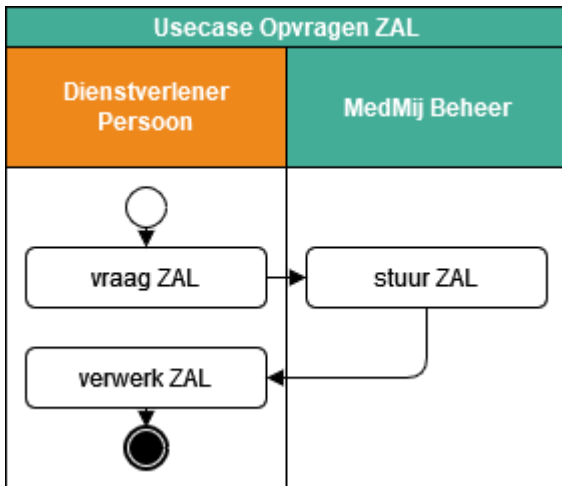 Usecase Opvragen ZAL
Dienstverlener
Persoon
MedMij Beheer
vraag ZAL
stuur ZAL
verwerk ZAL